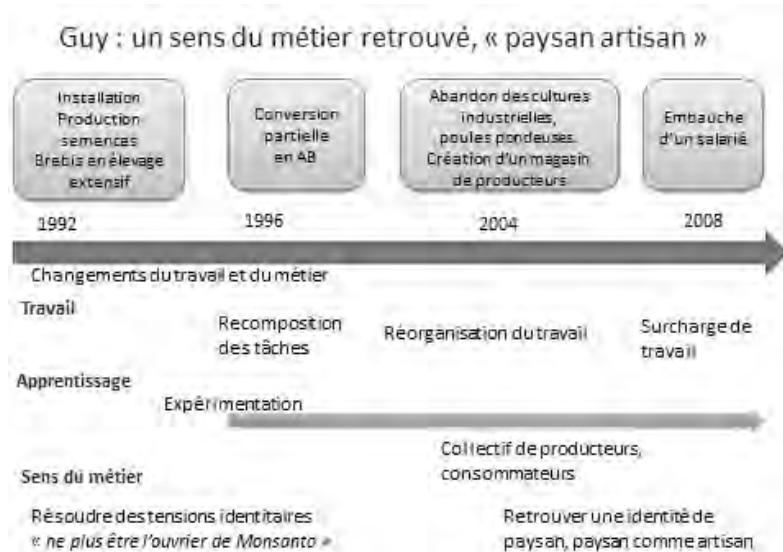 Guy : un sens du métier retrouvé, « paysan artisan »
Installation
Production
semences
Brebis en élevage
extensif
Conversion
partielle
en AB
Abandon des cultures
industrielles,
poules pondeuses.
Création d'un magasin
de producteurs
Embauche
d'un salarié
1992
1996
2004
2008
Changements du travail et du métier
Travail
Recomposition
des tâches
Réorganisation du travail
Surcharge de
travail
Apprentissage
Expérimentation
Collectif de producteurs,
consommateurs
Sens du métier
Résoudre des tensions identitaires
« ne plus être l'ouvrier de Monsanto »
Retrouver une identité de
paysan, paysan comme artisan